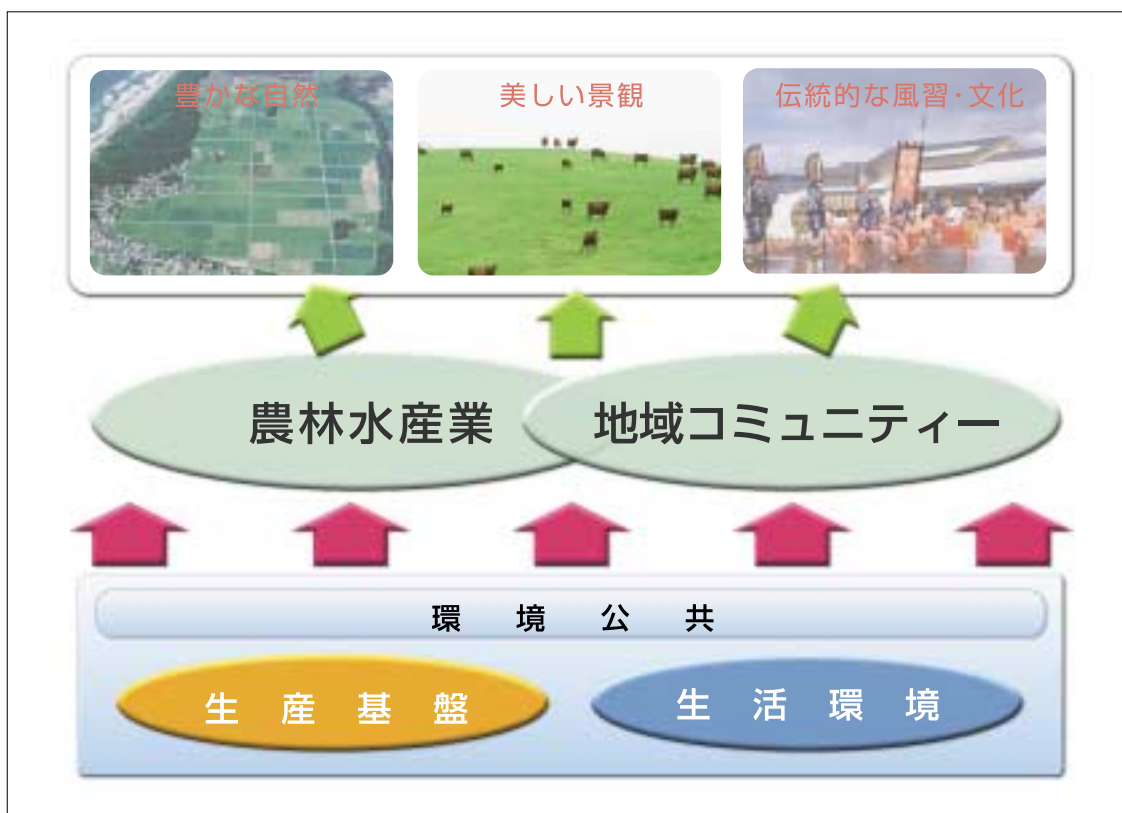 豊かな自然
美しい景観
伝統的な風習・文化
農林水産業
地域コミュニティー
環境公共
生産基盤
生活環境